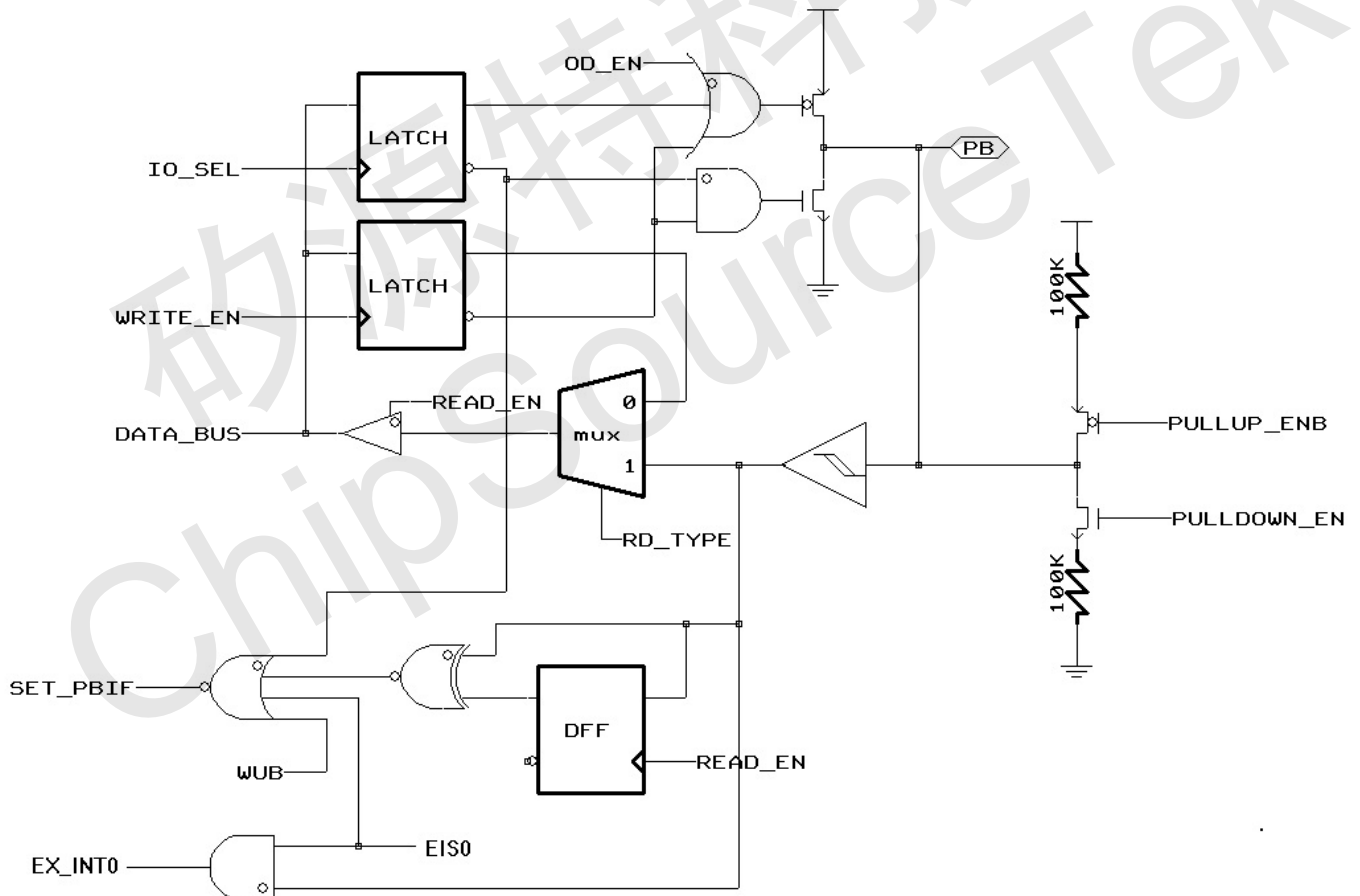 矽源特科
ChipSourceTek
OD_EN
LATCH
PB
IO_SEL
LATCH
WRITE_EN
100K
READ_EN
0
DATA_BUS
mux
PULLUP_ENB
1
PULLDOWN_EN
RD_TYPE
100K
SET_PBIF
DFF
WUB
READ_EN
EIS0
EX_INT0